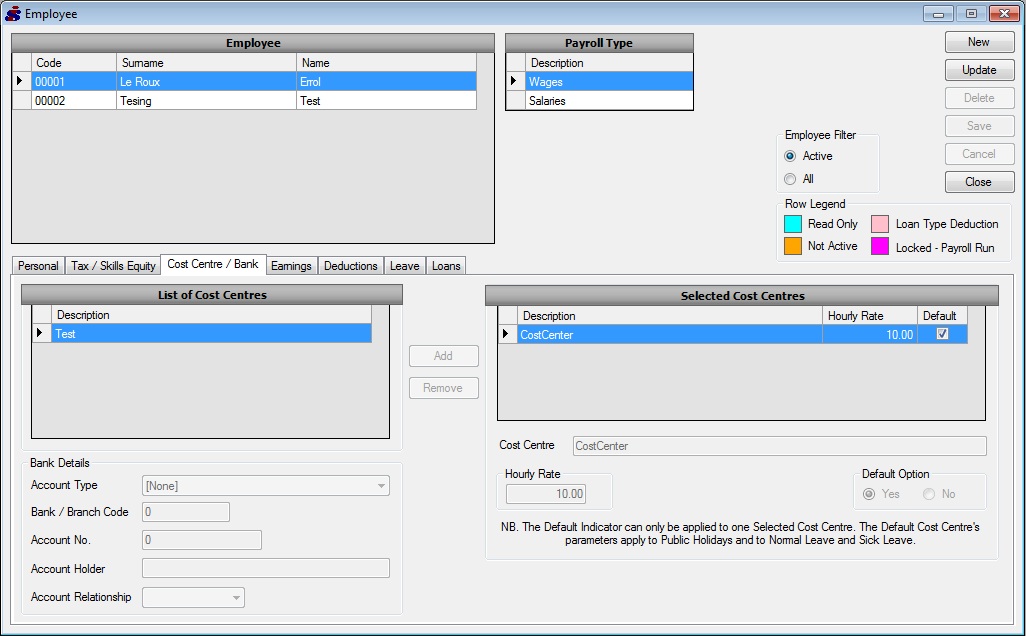 Employee
Employee
Code Surname Name
00001 Le Roux Errol
00002 Tesing Test
Payroll Type
Description
Wages
Salaries
New
Update
Delete
Save
Cancel
Close
Employee Filter
Active
All
Row Legend
Read Only Loan Type Deduction
Not Active Locked - Payroll Run
Personal Tax / Skills Equity Cost Centre / Bank Earnings Deductions Leave Loans
List of Cost Centres
Description
Test
Add
Remove
Selected Cost Centres
Description Hourly Rate Default
CostCenter 10.00
Cost Centre CostCenter
Hourly Rate
10.00
Default Option
Yes No
NB. The Default Indicator can only be applied to one Selected Cost Centre. The Default Cost Centre's
parameters apply to Public Holidays and to Normal Leave and Sick Leave.
Bank Details
Account Type [None]
Bank / Branch Code 0
Account No. 0
Account Holder
Account Relationship